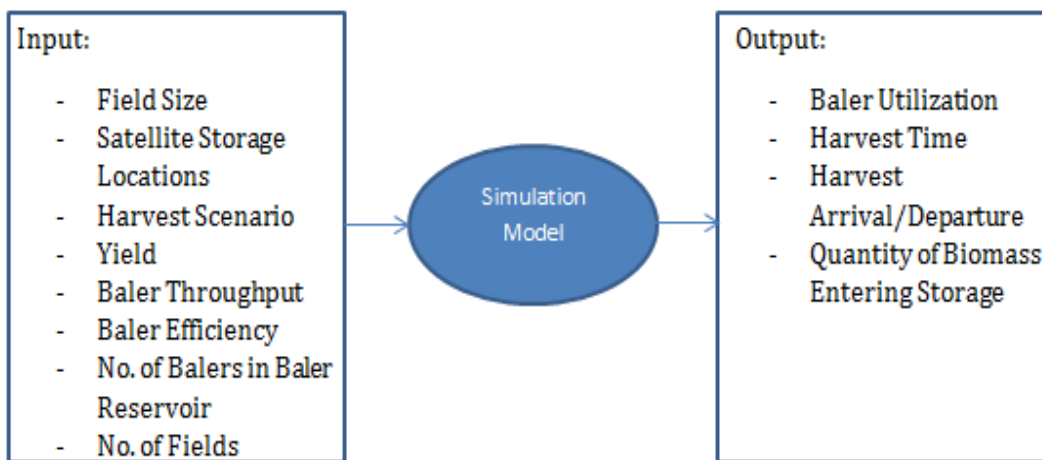 Input:
- Field Size
- Satellite Storage
Locations
- Harvest Scenario
- Yield
- Baler Throughput
- Baler Efficiency
- No. of Balers in Baler
Reservoir
- No. of Fields
Simulation
Model
Output:
- Baler Utilization
- Harvest Time
- Harvest
Arrival/Departure
- Quantity of Biomass
Entering Storage